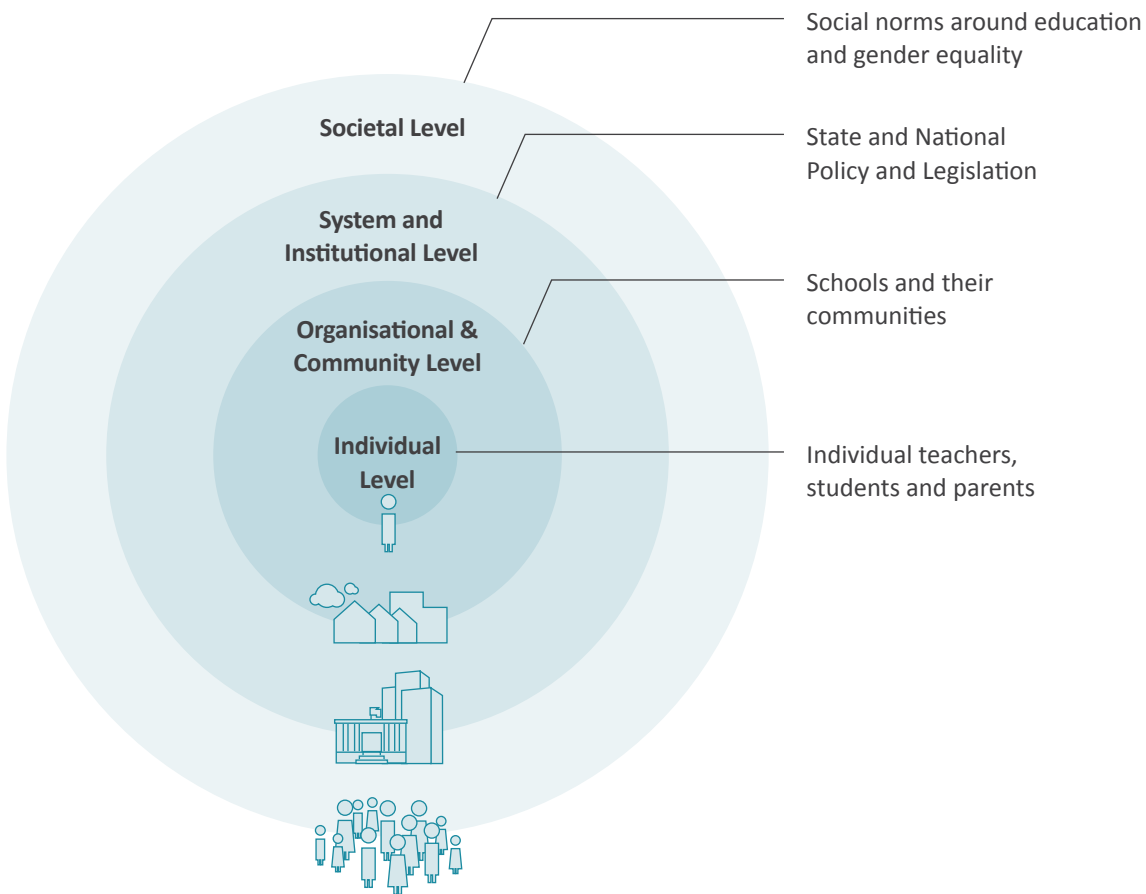 Social norms around education
and gender equality
Societal Level
State and National
Policy and Legislation
System and
Institutional Level
Schools and their
communities
Organisational &
Community Level
Individual
Level
Individual teachers,
students and parents